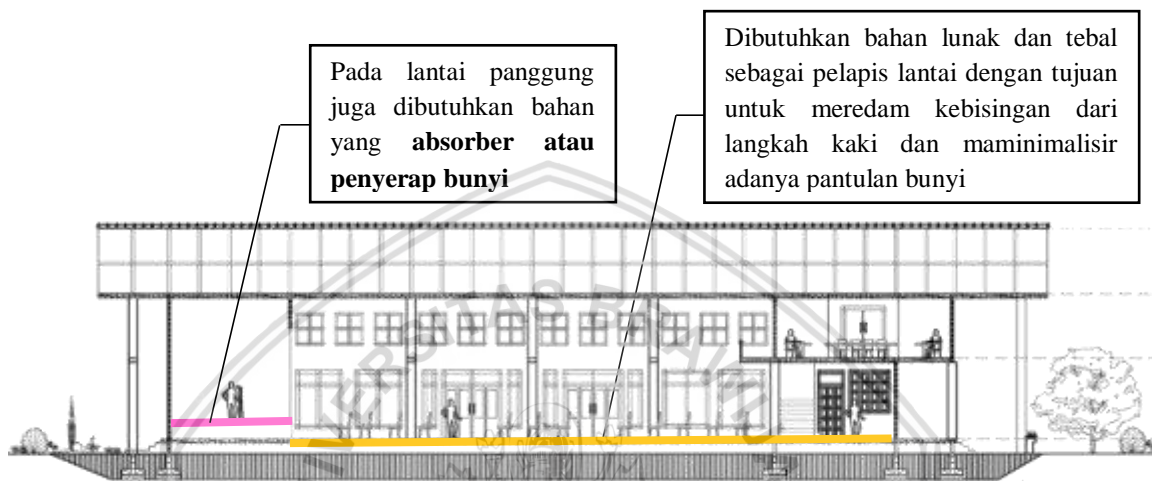 Pada lantai panggung
juga dibutuhkan bahan
yang absorber atau
penyerap bunyi
Dibutuhkan bahan lunak dan tebal
sebagai pelapis lantai dengan tujuan
untuk meredam kebisingan dari
langkah kaki dan maminimalisir
adanya pantulan bunyi